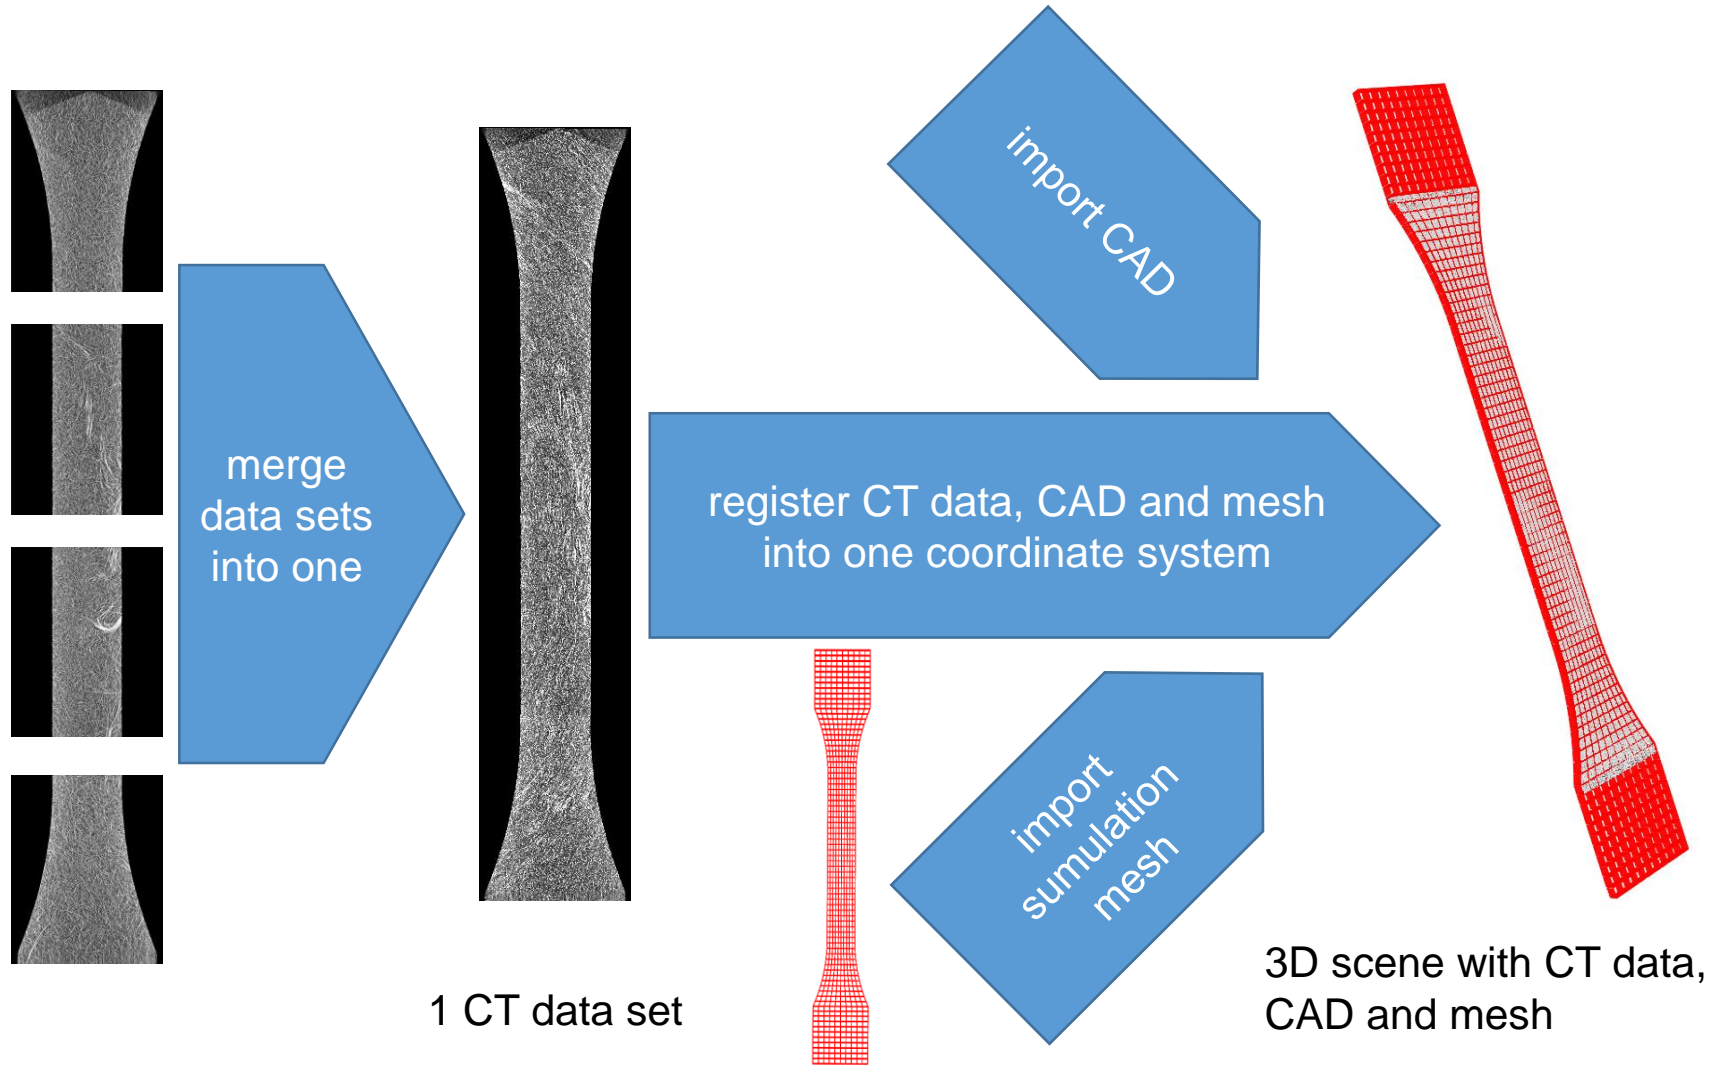 import CAD
merge
data sets
into one
register CT data, CAD and mesh
into one coordinate system
import
sumulation
mesh
1 CT data set
3D scene with CT data,
CAD and mesh